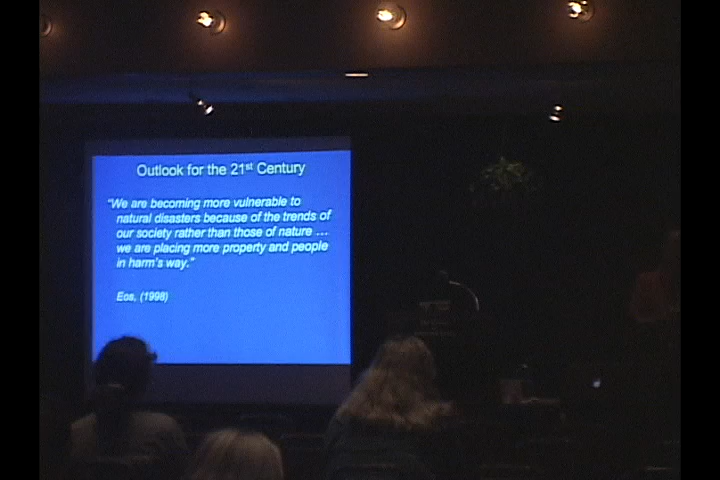 Outlook for the 21st Century
“We are becoming more vulnerable to
natural disasters because of the trends of
our society rather than those of nature …
we are placing more property and people
in harm’s way.”
Eos, (1998)